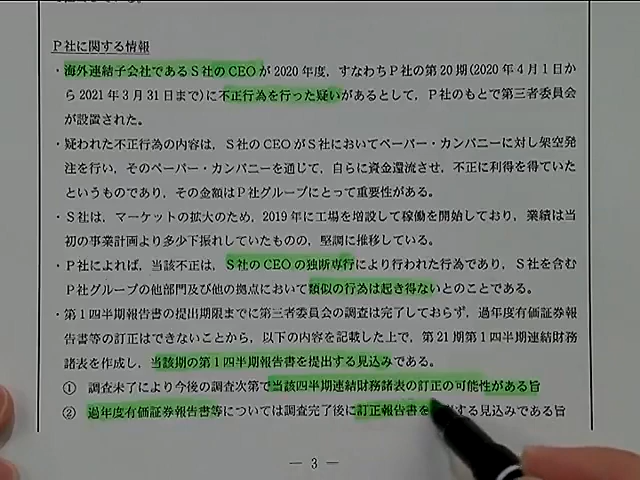 P社に関する情報
・海外連結子会社であるS社のCEOが2020年度，すなわちP社の第20期(2020年4月1日か
ら2021年3月31日まで)に不正行為を行った疑いがあるとして，P社のもとで第三者委員会
が設置された。
・疑われた不正行為の内容は，S社のCEOがS社においてペーパー・カンパニーに対し架空発
注を行い，そのペーパー・カンパニーを通じて，自らに資金還流させ，不正に利得を得ていた
というものであり，その金額はP社グループにとって重要性がある。
・S社は，マーケットの拡大のため，2019年に工場を増設して稼働を開始しており，業績は当
初の事業計画より多少下振れしていたものの，堅調に推移している。
・P社によれば，当該不正は，S社のCEOの独断専行により行われた行為であり，S社を含む
P社グループの他部門及び他の拠点において類似の行為は起き得ないとのことである。
・第1四半期報告書の提出期限までに第三者委員会の調査は完了しておらず，過年度有価証券報
告書等の訂正はできないことから，以下の内容を記載した上で，第21期第1四半期連結財務
諸表を作成し，当該期の第1四半期報告書を提出する見込みである。
① 調査未了により今後の調査次第で当該四半期連結財務諸表の訂正の可能性がある旨
② 過年度有価証券報告書等については調査完了後に訂正報告書を する見込みである旨
― 3 ―